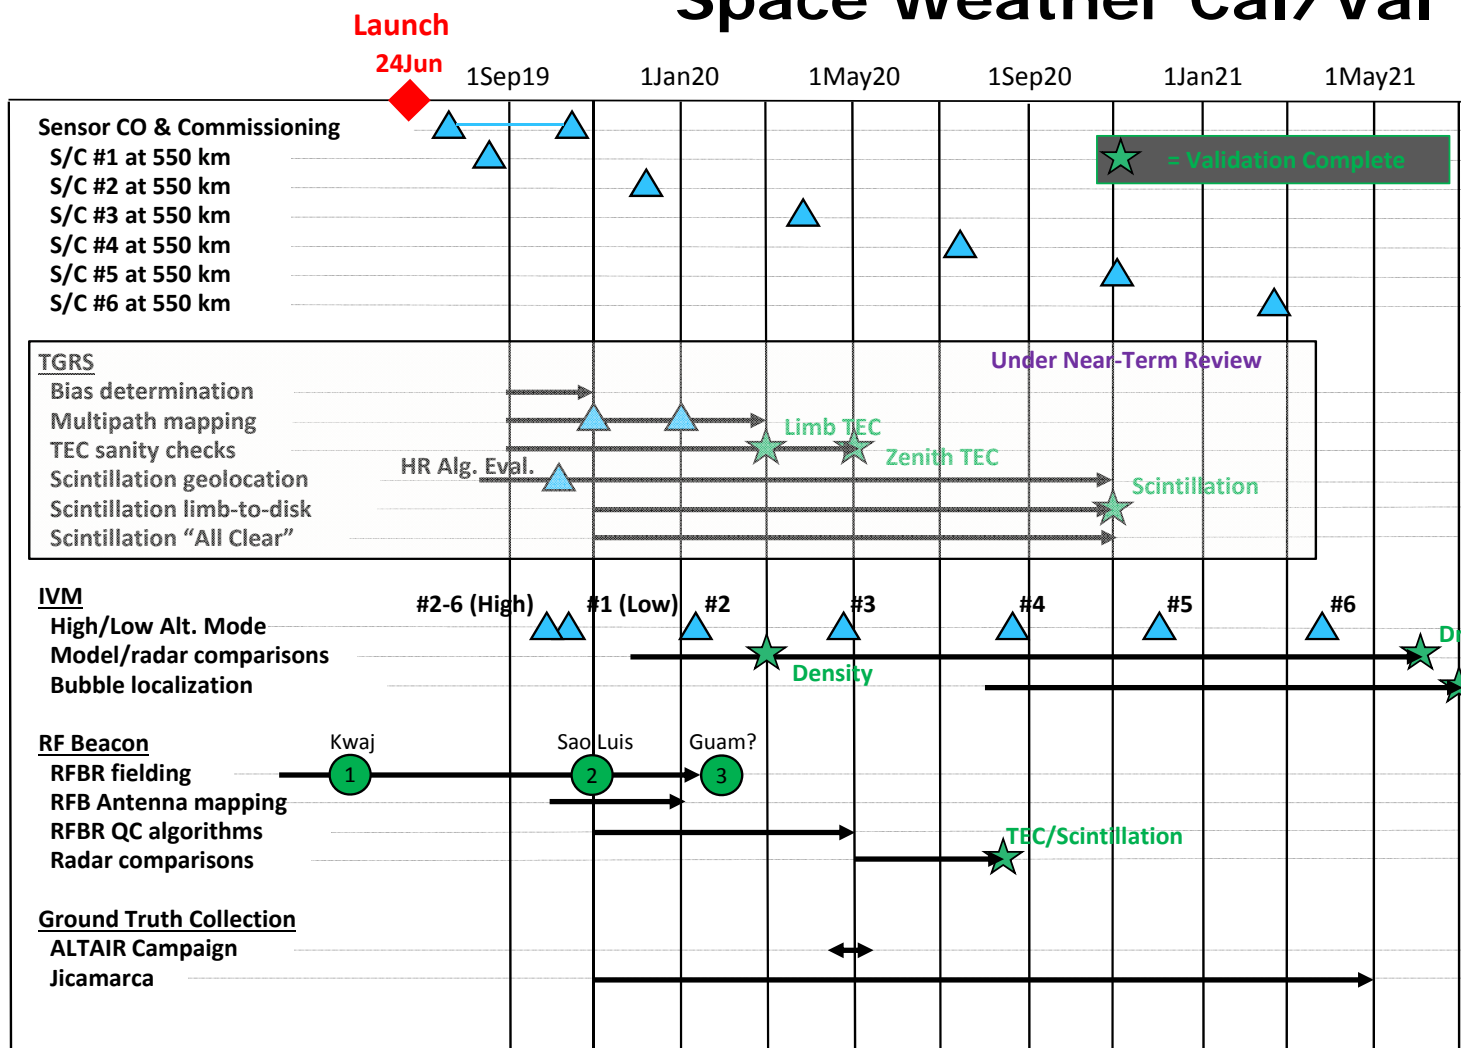 Space Weather Cal/Val
Launch
24Jun
1Sep19 1Jan20 1May20 1Sep20 1Jan21 1May21
Sensor CO & Commissioning
S/C #1 at 550 km
= Validation Complete
S/C #2 at 550 km
S/C #3 at 550 km
S/C #4 at 550 km
S/C #5 at 550 km
S/C #6 at 550 km
TGRS
Under Near-Term Review
Bias determination
Multipath mapping
Limb TEC
TEC sanity checks
Zenith TEC
HR Alg. Eval.
Scintillation geolocation
Scintillation
Scintillation limb-to-disk
Scintillation “All Clear”
IVM
#2-6 (High) #1 (Low) #2 #3 #4 #5 #6
High/Low Alt. Mode
Model/radar comparisons
Density
Bubble localization
RF Beacon
Kwaj Sao Luis Guam?
RFBR fielding
1 2 3
RFB Antenna mapping
RFBR QC algorithms
TEC/Scintillation
Radar comparisons
Ground Truth Collection
ALTAIR Campaign
Jicamarca